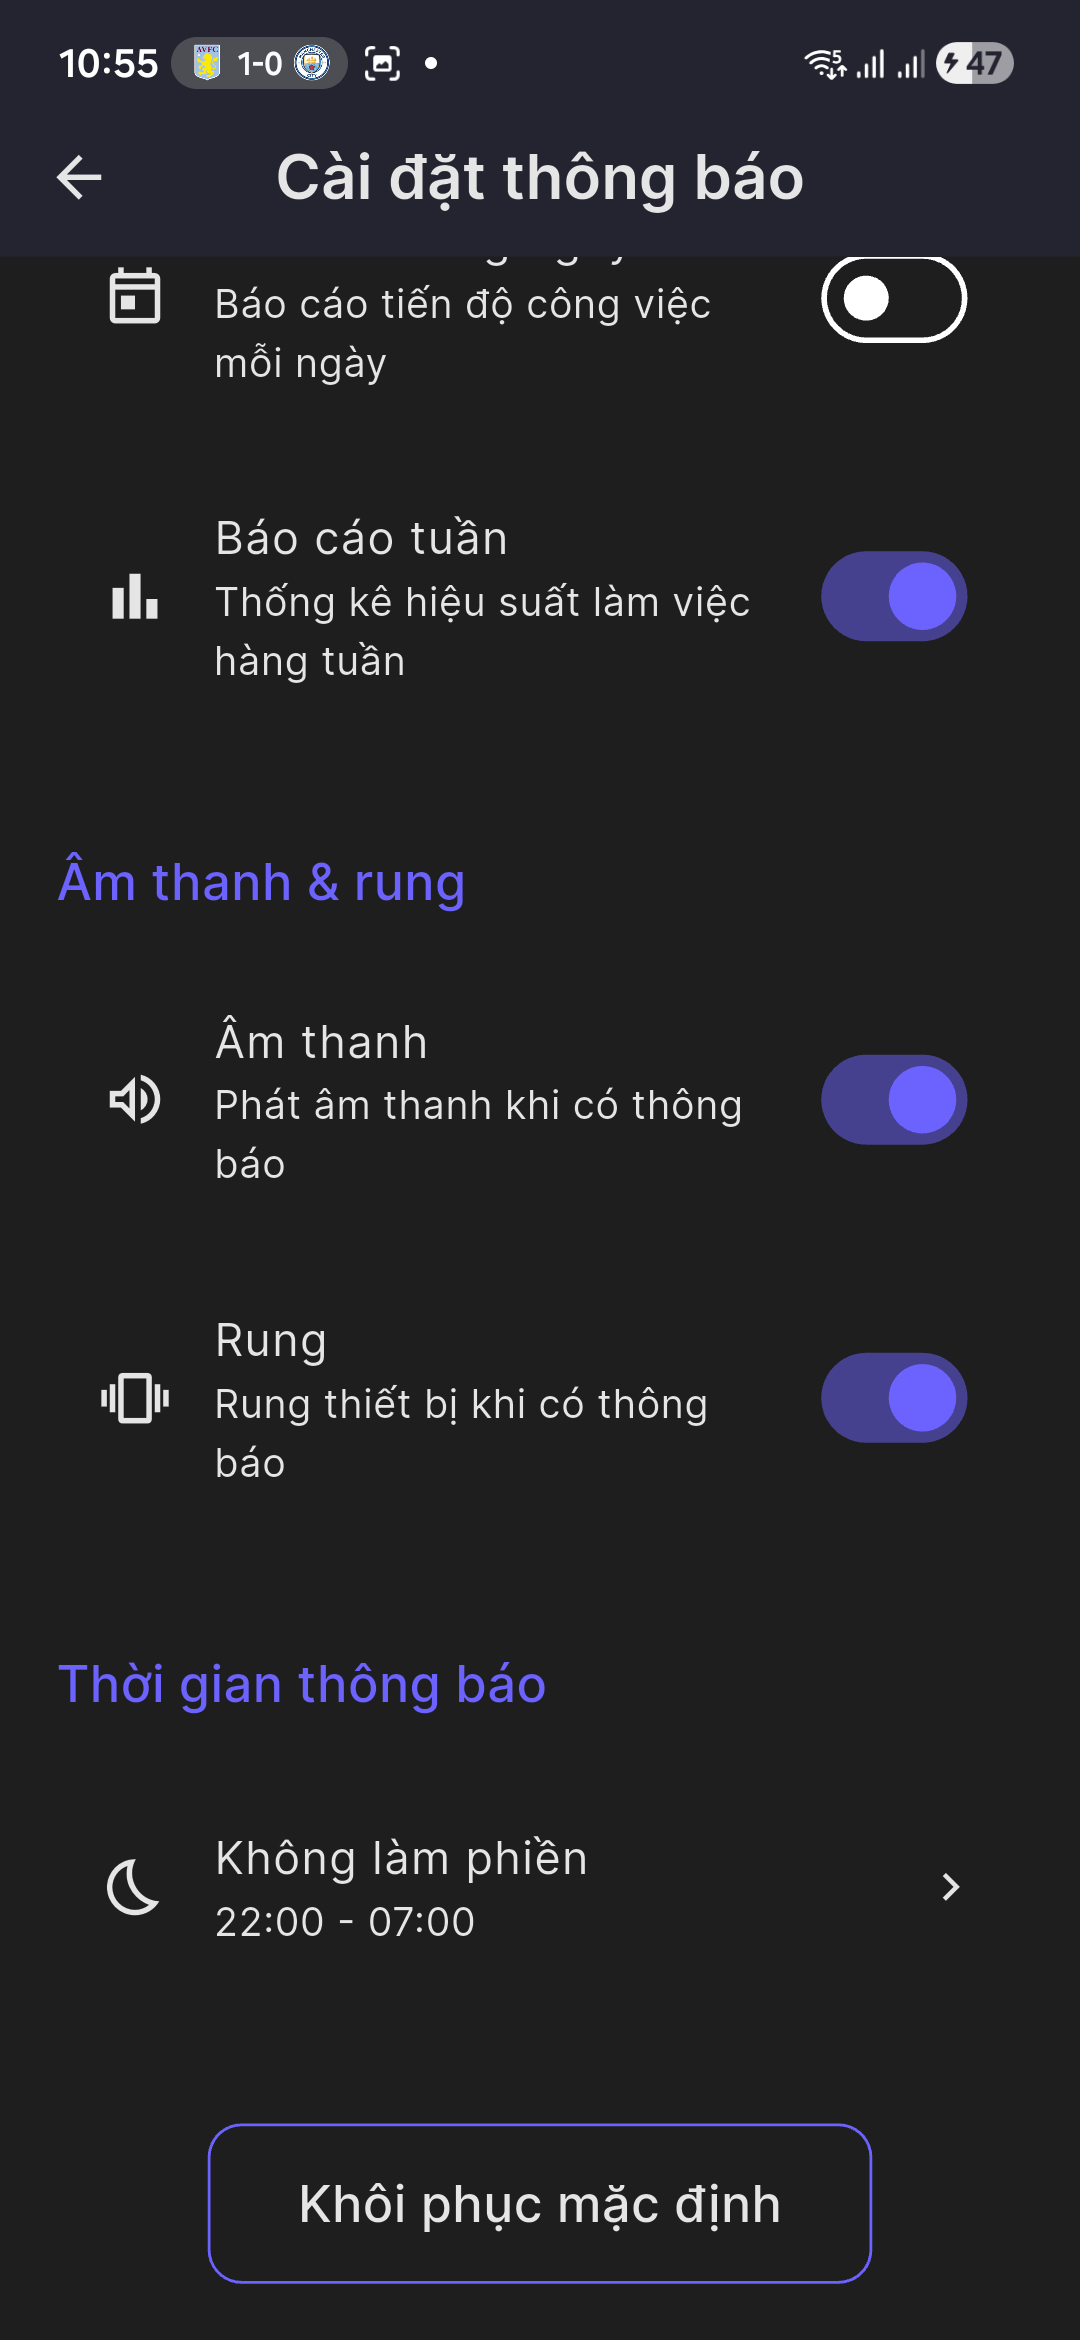 10:55
AVFC
1-0
5
47
Cài đặt thông báo
Báo cáo tiến độ công việc
mỗi ngày
Báo cáo tuần
Thống kê hiệu suất làm việc
hàng tuần
Âm thanh & rung
Âm thanh
Phát âm thanh khi có thông
báo
Rung
Rung thiết bị khi có thông
báo
Thời gian thông báo
Không làm phiền
22:00 - 07:00
Khôi phục mặc định